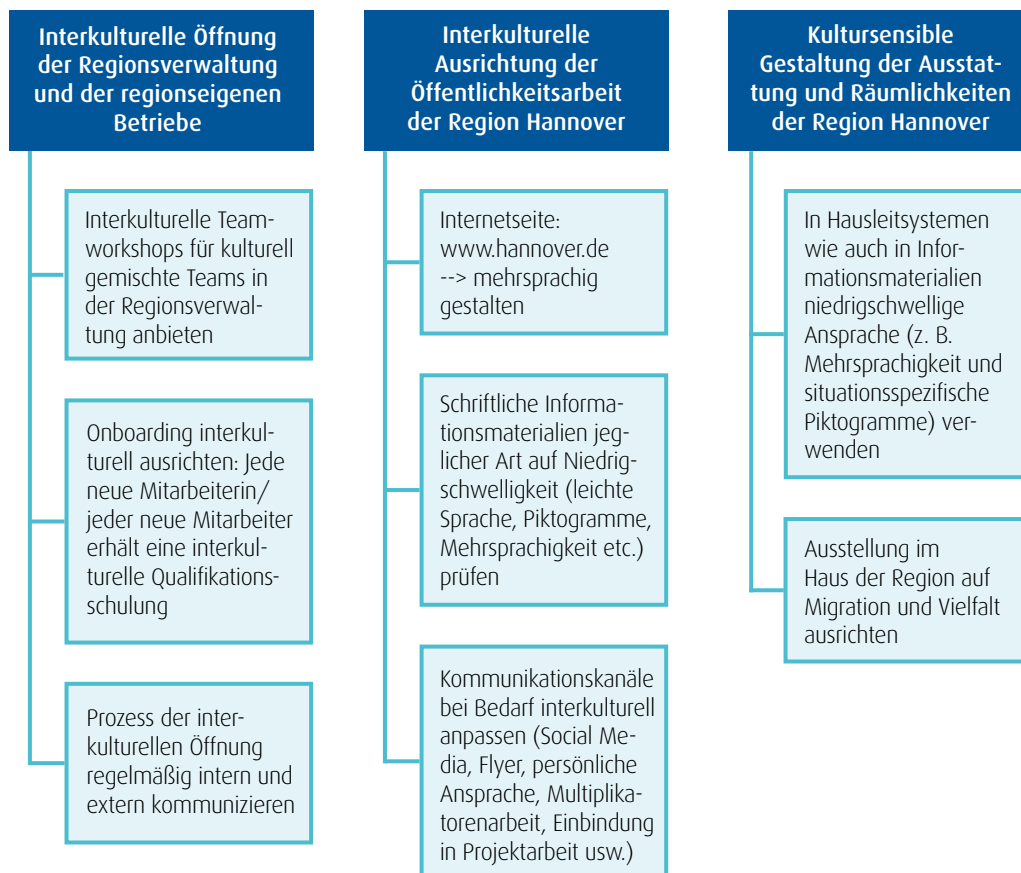 Interkulturelle Öffnung
der Regionsverwaltung
und der regionseigenen
Betriebe
Interkulturelle Team-
workshops für kulturell
gemischte Teams in
der Regionsverwal-
tung anbieten
Onboarding interkul-
turell ausrichten: Jede
neue Mitarbeiterin/
jeder neue Mitarbeiter
erhält eine interkul-
turelle Qualifikations-
schulung
Prozess der inter-
kulturellen Öffnung
regelmäßig intern und
extern kommunizieren
Interkulturelle
Ausrichtung der
Öffentlichkeitsarbeit
der Region Hannover
Internetseite:
www.hannover.de
--> mehrsprachig
gestalten
Schriftliche Informa-
tionsmaterialien jeg-
licher Art auf Niedrig-
schwelligkeit (leichte
Sprache, Piktogramme,
Mehrsprachigkeit etc.)
prüfen
Kommunikationskanäle
bei Bedarf interkulturell
anpassen (Social Me-
dia, Flyer, persönliche
Ansprache, Multiplika-
torenarbeit, Einbindung
in Projektarbeit usw.)
Kultursensible
Gestaltung der Ausstat-
tung und Räumlichkeiten
der Region Hannover
In Hausleitsystemen
wie auch in Infor-
mationsmaterialien
niedrigschwellige
Ansprache (z. B.
Mehrsprachigkeit und
situationsspezifische
Piktogramme) ver-
wenden
Ausstellung im
Haus der Region auf
Migration und Vielfalt
ausrichten